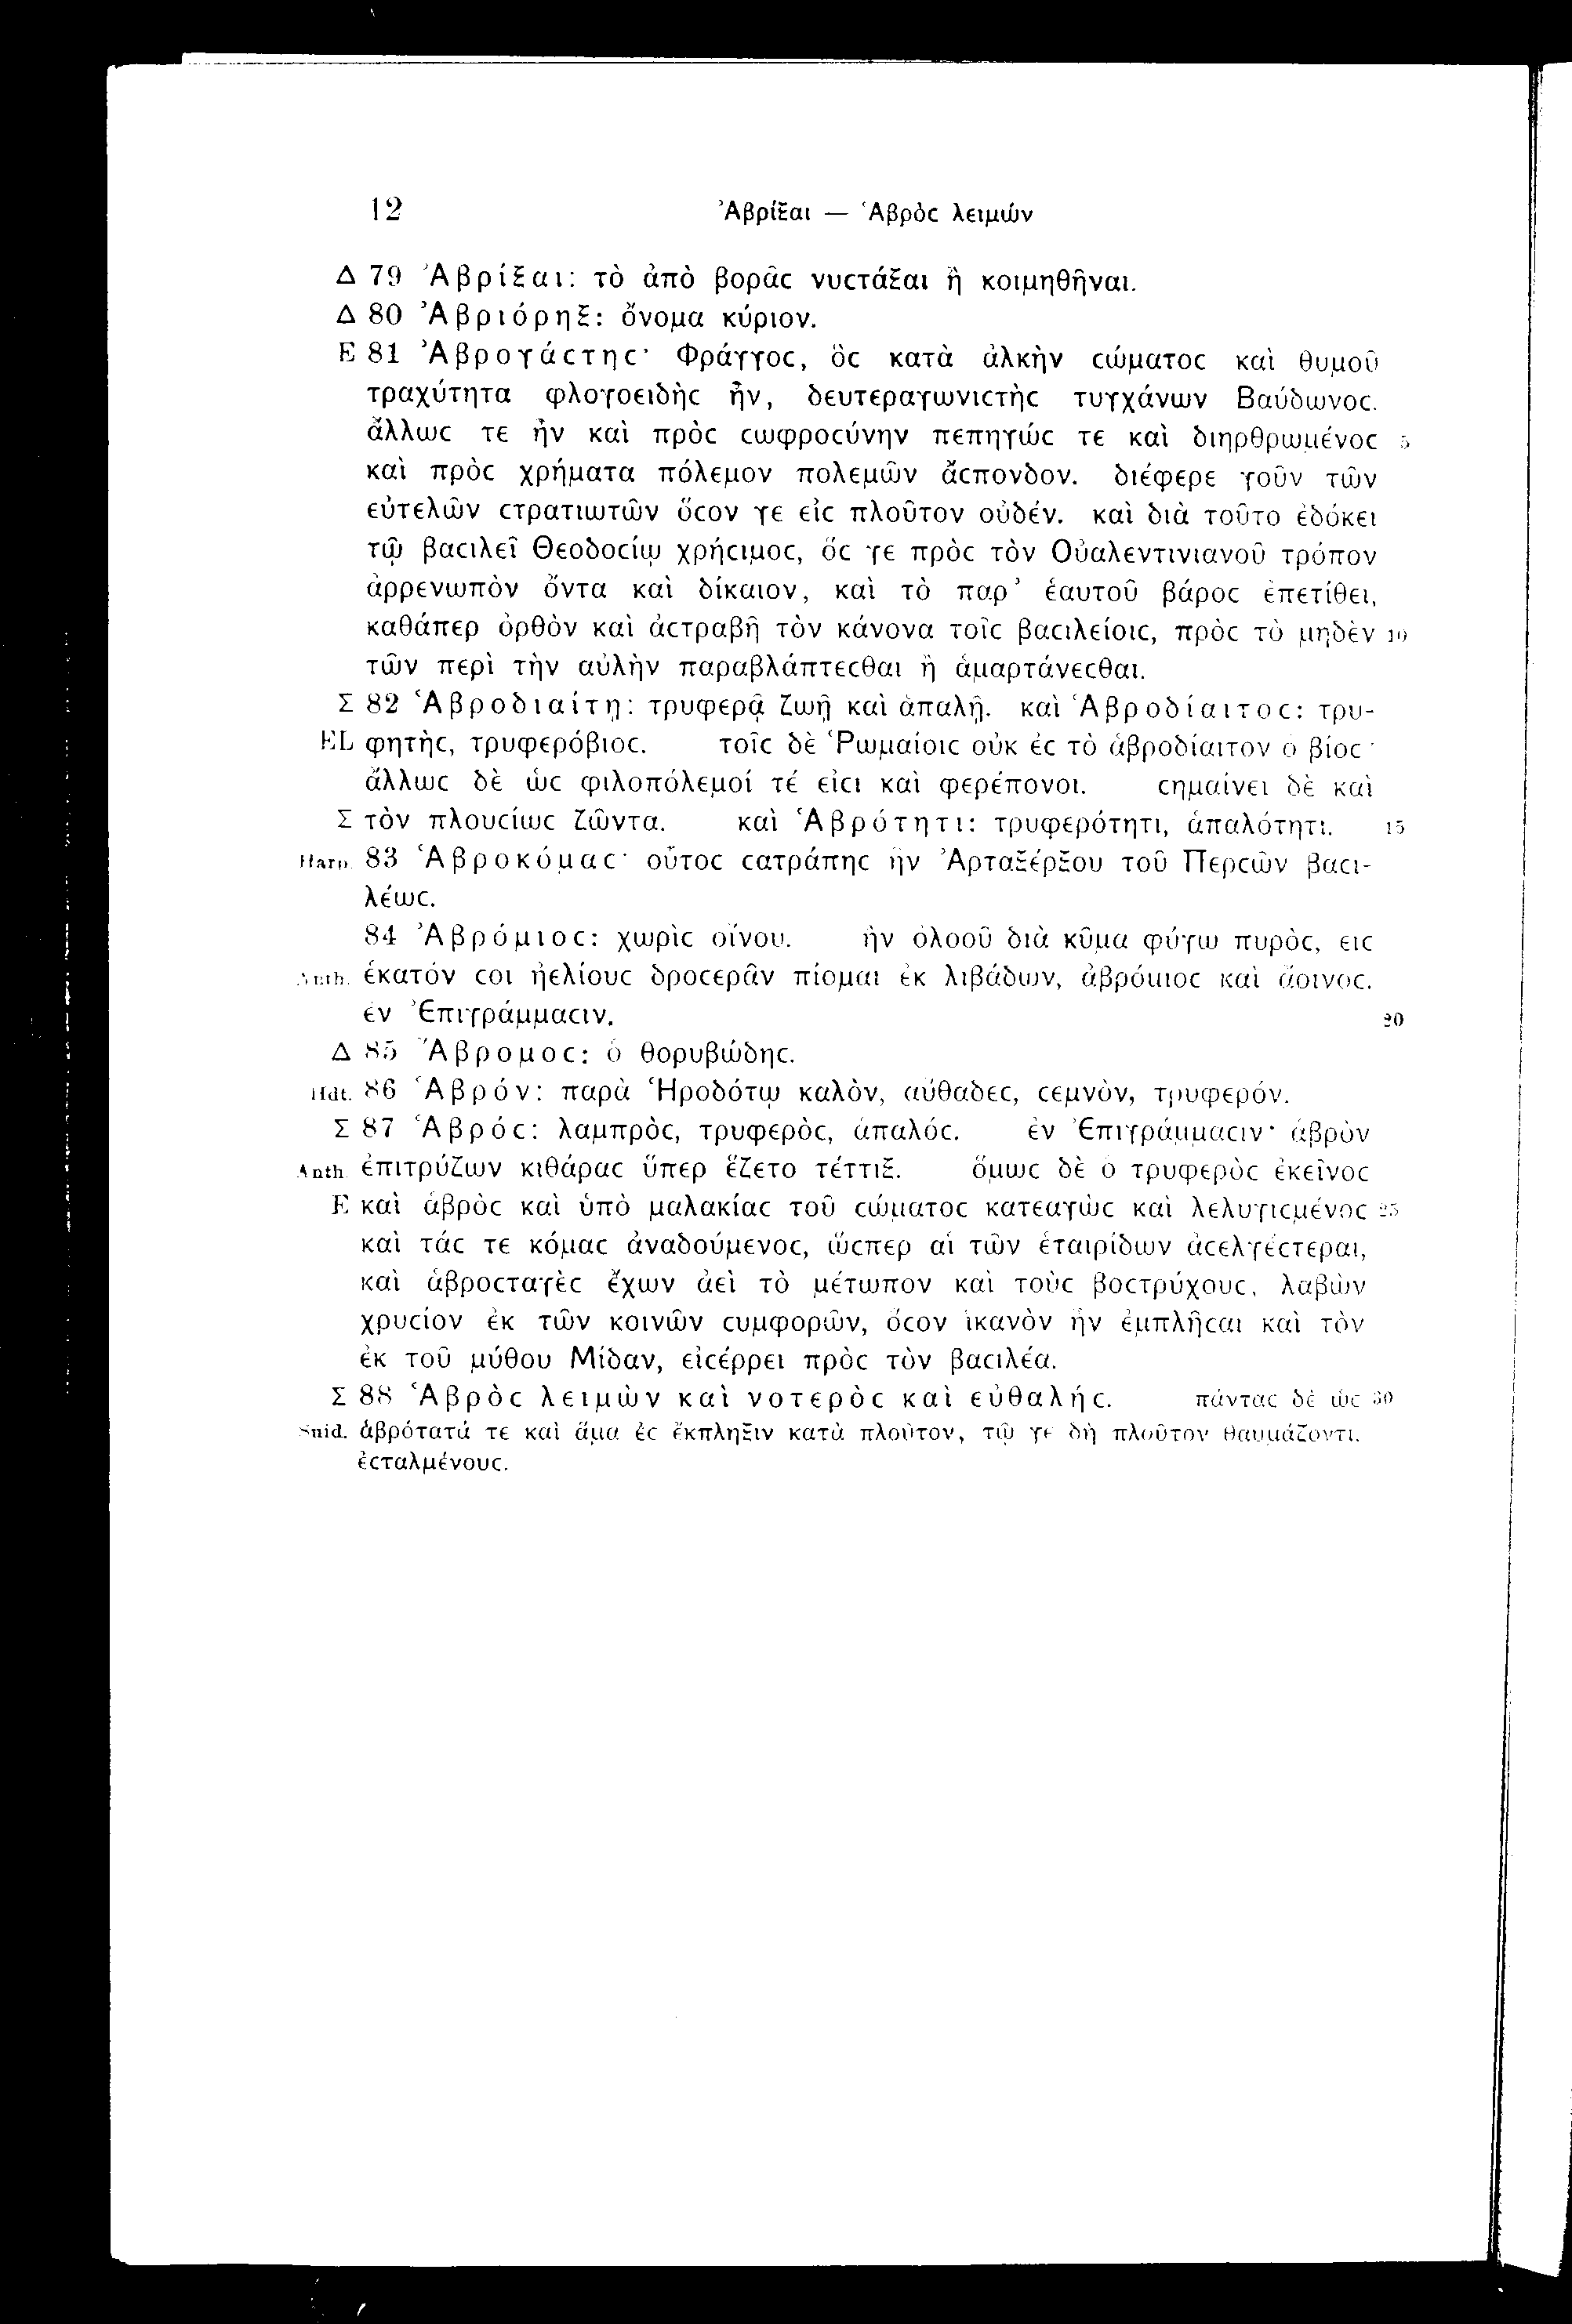 12 Ἀβρίξαι — Ἁβρὸϲ λειμών
Δ 79 Ἀβρίξαι: τὸ ἀπὸ βορᾶϲ νυϲτάξαι ἢ κοιμηθῆναι.
Δ 80 Ἀβριόρηξ: ὄνομα κύριον.
E 81 Ἀβρογάϲτηϲ· Φράγγοϲ, ὃϲ κατὰ ἀλκὴν ϲώματοϲ καὶ θυμοῦ
τραχύτητα φλογοειδὴϲ ἦν, δευτεραγωνιϲτὴϲ τυγχάνων Βαύδωνοϲ.
ἄλλωϲ τε ἦν καὶ πρὸϲ ϲωφροϲύνην πεπηγώϲ τε καὶ διηρθρωμένοϲ 5
καὶ πρὸϲ χρήματα πόλεμον πολεμῶν ἄϲπονδον. διέφερε γοῦν τῶν
εὐτελῶν ϲτρατιωτῶν ὅϲον γε εἰϲ πλοῦτον οὐδέν. καὶ διὰ τοῦτο ἐδόκει
τῷ βαϲιλεῖ Θεοδοϲίῳ χρήϲιμοϲ, ὅϲ γε πρὸϲ τὸν Οὐαλεντινιανοῦ τρόπον
ἀρρενωπὸν ὄντα καὶ δίκαιον, καὶ τὸ παρ’ ἑαυτοῦ βάροϲ ἐπετίθει,
καθάπερ ὀρθὸν καὶ ἀϲτραβῆ τὸν κάνονα τοῖϲ βαϲιλείοιϲ, πρὸϲ τὸ μηδὲν 10
τῶν περὶ τὴν αὐλὴν παραβλάπτεϲθαι ἢ ἁμαρτάνεϲθαι.
Σ 82 Ἁβροδιαίτῃ: τρυφερᾷ ζωῇ καὶ ἁπαλῇ. καὶ Ἁβροδίαιτοϲ: τρυ-
EL φητήϲ, τρυφερόβιοϲ. τοῖϲ δὲ Ῥωμαίοιϲ οὐκ ἐϲ τὸ ἁβροδίαιτον ὁ βίοϲ·
ἄλλωϲ δὲ ὡϲ φιλοπόλεμοί τέ εἰϲι καὶ φερέπονοι. ϲημαίνει δὲ καὶ
Σ τὸν πλουϲίωϲ ζῶντα. καὶ Ἁβρότητι: τρυφερότητι, ἁπαλότητι. 15
Harp. 83 Ἁβροκόμαϲ· οὗτοϲ ϲατράπηϲ ἦν Ἀρταξέρξου τοῦ Περϲῶν βαϲι-
λέωϲ.
84 Ἀβρόμιοϲ: χωρὶϲ οἴνου. ἢν ὀλοοῦ διὰ κῦμα φύγω πυρὸϲ, εἰϲ
Anth. ἑκατόν ϲοι ἠελίουϲ δροϲερᾶν πίομαι ἐκ λιβάδων, ἀβρόμιοϲ καὶ ἄοινοϲ.
ἐν Ἐπιγράμμαϲιν. 20
Δ 85 Ἄβρομοϲ: ὁ θορυβώδηϲ.
Hdt. 86 Ἁβρόν: παρὰ Ἡροδότῳ καλὸν, αὔθαδεϲ, ϲεμνὸν, τρυφερόν.
Σ 87 Ἁβρόϲ: λαμπρὸϲ, τρυφερὸϲ, ἁπαλόϲ. ἐν Ἐπιγράμμαϲιν· ἁβρὸν
Anth. ἐπιτρύζων κιθάραϲ ὕπερ ἕζετο τέττιξ. ὅμωϲ δὲ ὁ τρυφερὸϲ ἐκεῖνοϲ
E καὶ ἁβρὸϲ καὶ ὑπὸ μαλακίαϲ τοῦ ϲώματοϲ κατεαγὼϲ καὶ λελυγιϲμένοϲ 25
καὶ τάϲ τε κόμαϲ ἀναδούμενοϲ, ὥϲπερ αἱ τῶν ἑταιρίδων ἀϲελγέϲτεραι,
καὶ ἁβροϲταγὲϲ ἔχων ἀεὶ τὸ μέτωπον καὶ τοὺϲ βοϲτρύχουϲ, λαβὼν
χρυϲίον ἐκ τῶν κοινῶν ϲυμφορῶν, ὅϲον ἱκανὸν ἦν ἐμπλῆϲαι καὶ τὸν
ἐκ τοῦ μύθου Μίδαν, εἰϲέρρει πρὸϲ τὸν βαϲιλέα.
Σ 88 Ἁβρὸϲ λειμὼν καὶ νοτερὸϲ καὶ εὐθαλήϲ. πάνταϲ δὲ ὡϲ 30
Suid. ἁβρότατά τε καὶ ἅμα ἐϲ ἔκπληξιν κατὰ πλοῦτον, τῷ γε δὴ πλοῦτον θαυμάζοντι.
ἐϲταλμένουϲ.